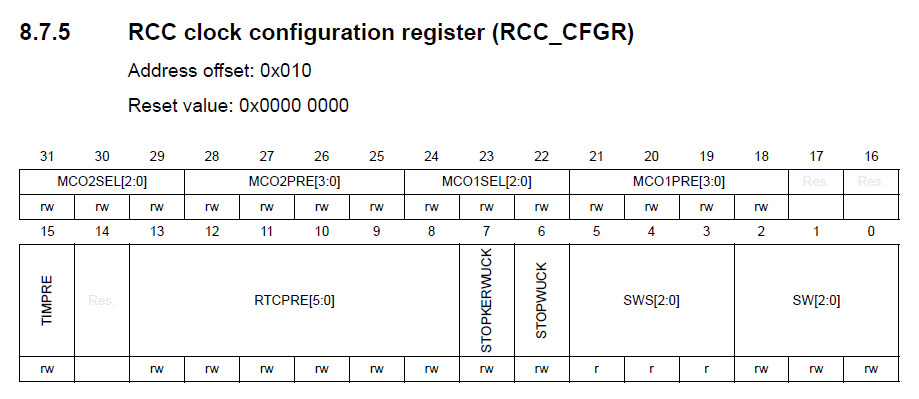 8.7.5 RCC clock configuration register (RCC_CFGR)
Address offset: 0x010
Reset value: 0x0000 0000
31 30 29 28 27 26 25 24 23 22 21 20 19 18 17 16
MCO2SEL[2:0] MCO2PRE[3:0] MCO1SEL[2:0] MCO1PRE[3:0] Res. Res.
rw rw rw rw rw rw rw rw rw rw rw rw rw rw
15 14 13 12 11 10 9 8 7 6 5 4 3 2 1 0
TIMPRE Res. RTCPRE[5:0] STOPKERWUCK STOPWUCK SWS[2:0] SW[2:0]
rw rw rw rw rw rw rw rw rw r r r rw rw rw